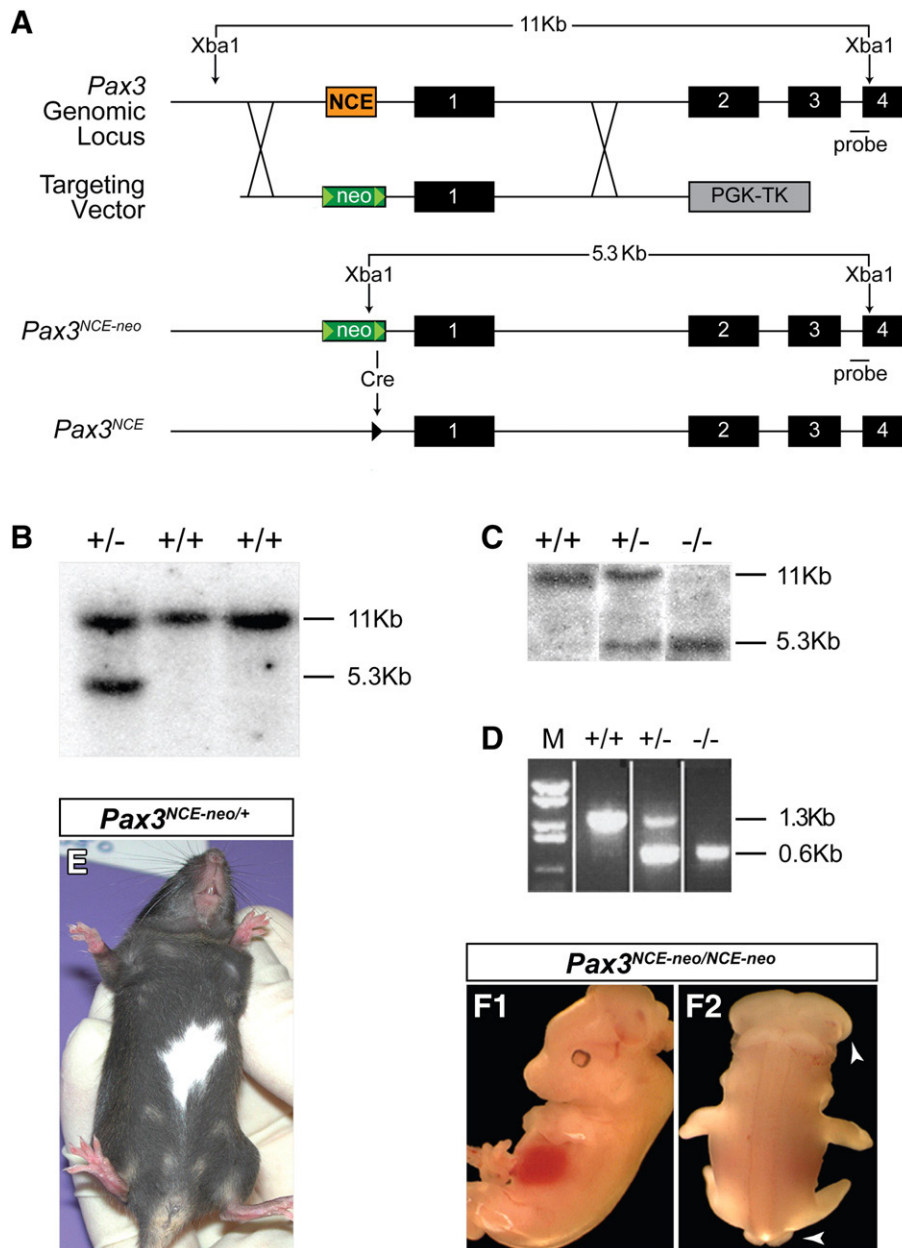 A
11Kb
Xba1 Xba1
Pax3
Genomic
Locus
NCE 1 2 3 4
probe
Targeting
Vector
neo 1 PGK-TK
5.3 Kb
Xba1 Xba1
Pax3NCE-neo
neo 1 2 3 4
probe
Cre
Pax3NCE
1 2 3 4
B
+/- +/+ +/+
11Kb
5.3Kb
C
+/+ +/- -/-
11Kb
5.3Kb
D
M +/+ +/- -/-
1.3Kb
0.6Kb
Pax3NCE-neo/+
E
Pax3NCE-neo/NCE-neo
F1 F2